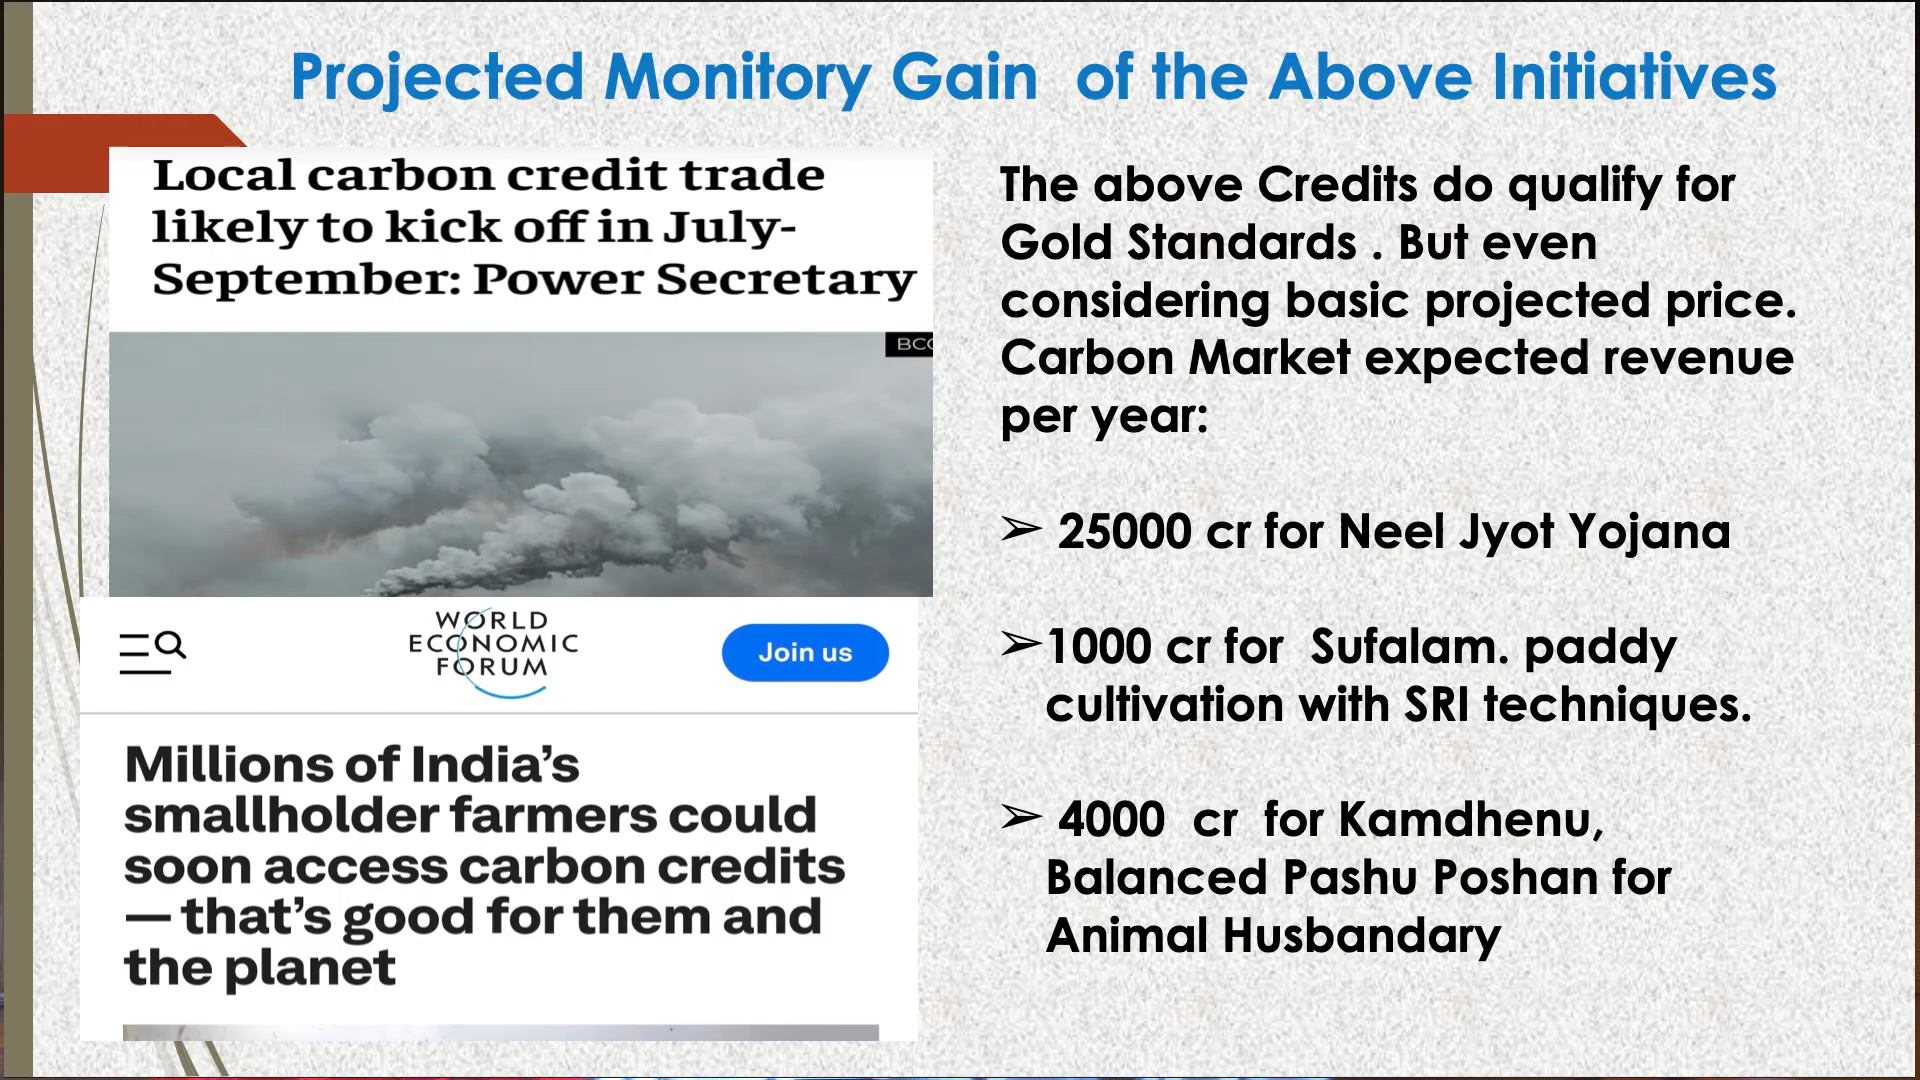 Projected Monitory Gain of the Above Initiatives
Local carbon credit trade
likely to kick off in July-
September: Power Secretary
The above Credits do qualify for
Gold Standards . But even
considering basic projected price.
Carbon Market expected revenue
per year:
➢ 25000 cr for Neel Jyot Yojana
➢1000 cr for Sufalam. paddy
cultivation with SRI techniques.
➢ 4000 cr for Kamdhenu,
Balanced Pashu Poshan for
Animal Husbandary
WORLD
ECONOMIC
FORUM
Join us
Millions of India’s
smallholder farmers could
soon access carbon credits
— that’s good for them and
the planet